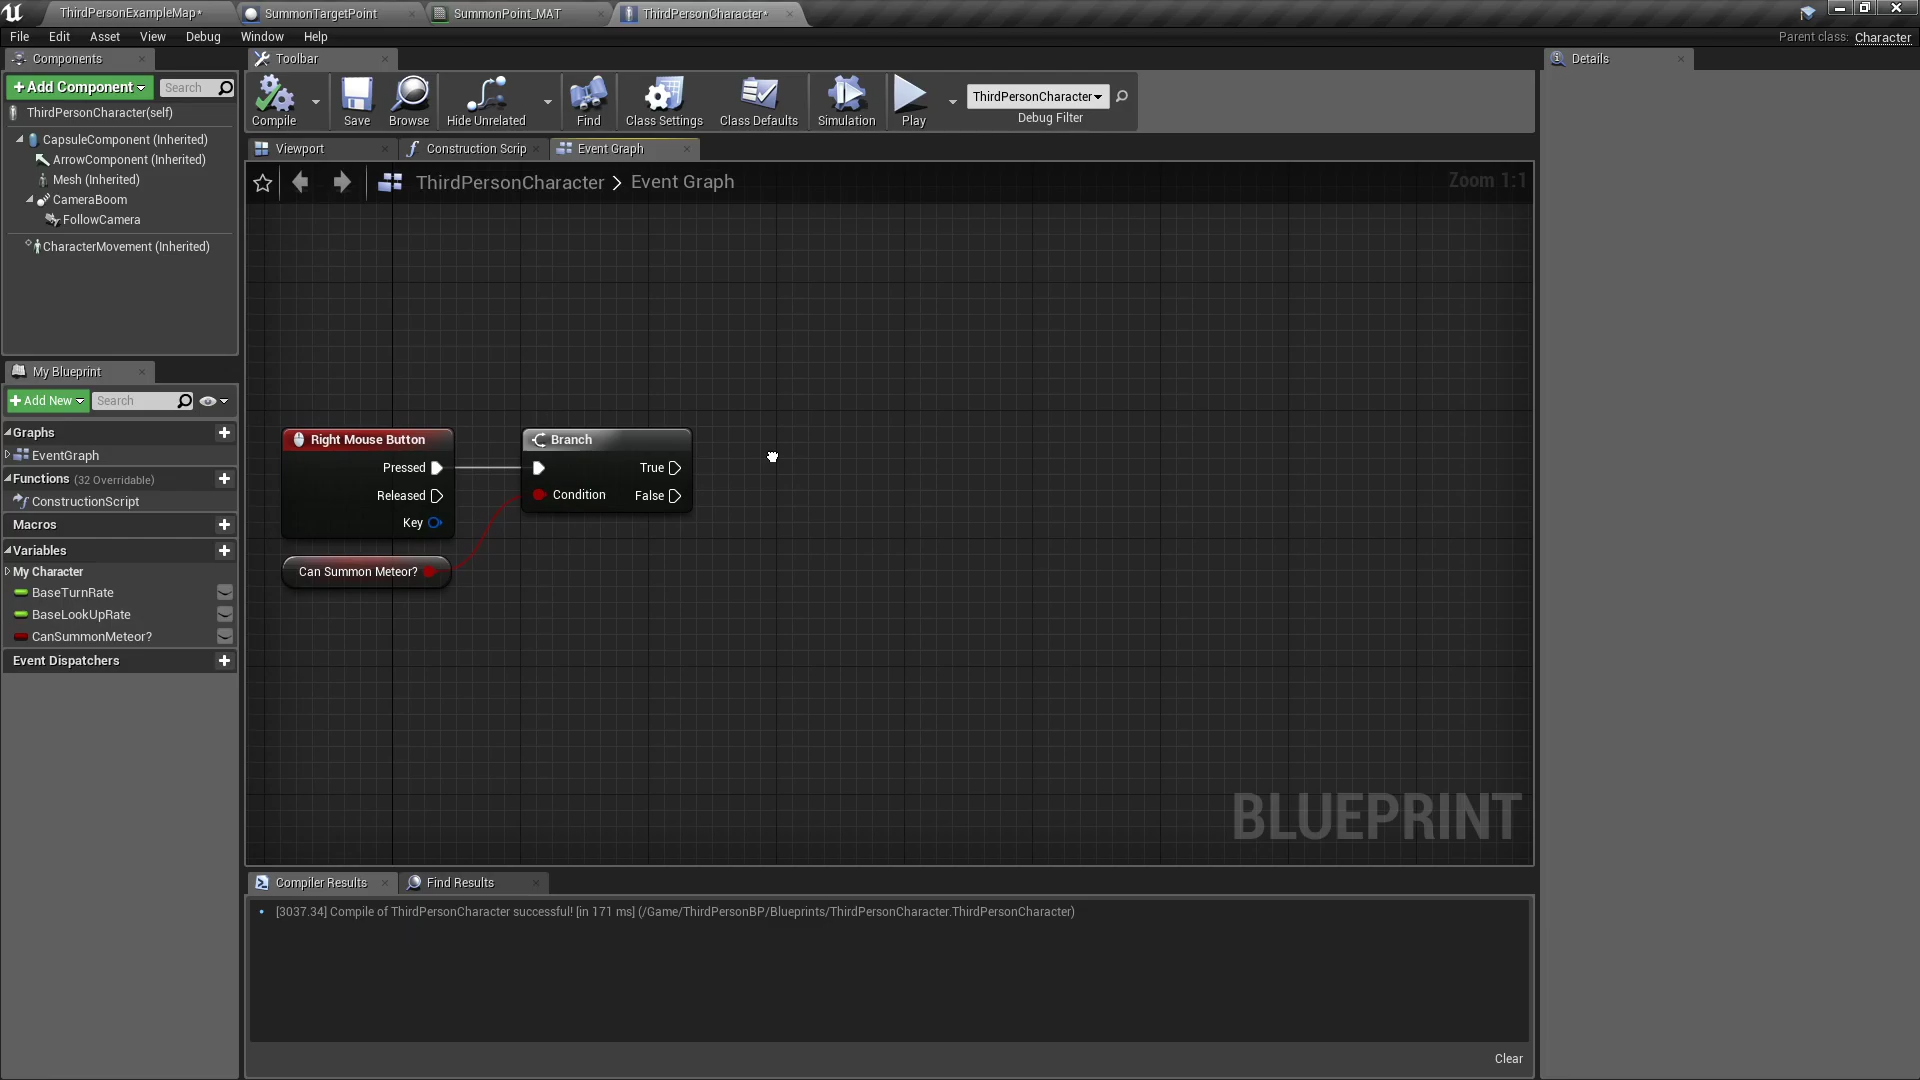 ThirdPersonExampleMap*
SummonTargetPoint
SummonPoint_MAT
ThirdPersonCharacter*
File
Edit
Asset
View
Debug
Window
Help
Parent class:
Character
Components
+Add Component
Search
ThirdPersonCharacter(self)
CapsuleComponent (Inherited)
ArrowComponent (Inherited)
Mesh (Inherited)
CameraBoom
FollowCamera
CharacterMovement (Inherited)
Toolbar
Compile
Save
Browse
Hide Unrelated
Find
Class Settings
Class Defaults
Simulation
Play
ThirdPersonCharacter
Debug Filter
Details
Viewport
Construction Scrip
Event Graph
ThirdPersonCharacter > Event Graph
Zoom 1:1
My Blueprint
+Add New
Search
Graphs
EventGraph
Functions (32 Overridable)
ConstructionScript
Macros
Variables
My Character
BaseTurnRate
BaseLookUpRate
CanSummonMeteor?
Event Dispatchers
Right Mouse Button
Pressed
Released
Key
Can Summon Meteor?
Branch
True
Condition
False
BLUEPRINT
Compiler Results
Find Results
[3037.34] Compile of ThirdPersonCharacter successful! [in 171 ms] (/Game/ThirdPersonBP/Blueprints/ThirdPersonCharacter.ThirdPersonCharacter)
Clear